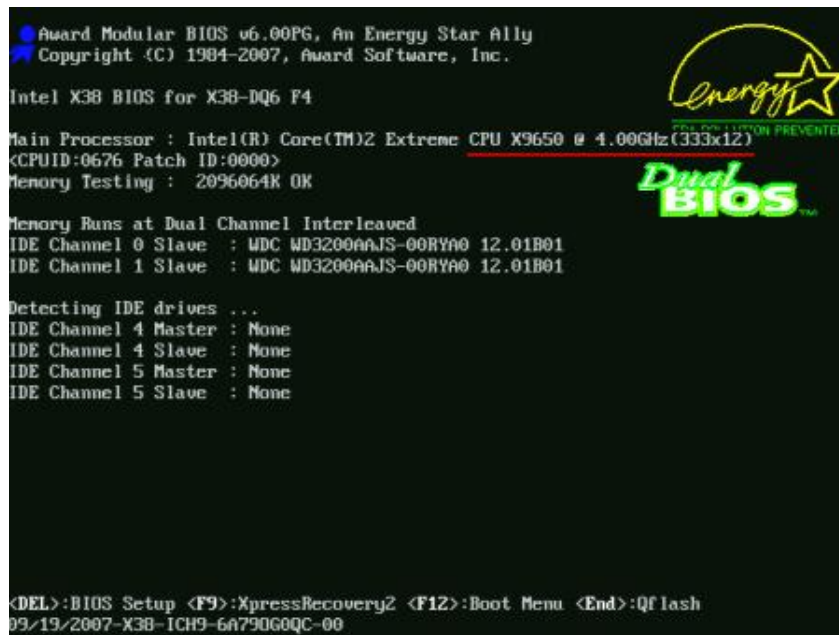 Award Modular BIOS v6.00PG, An Energy Star Ally
Copyright (C) 1984-2007, Award Software, Inc.
energy
EPA POLLUTION PREVENTER
Intel X38 BIOS for X38-DQ6 F4
Main Processor : Intel(R) Core(TM)2 Extreme CPU X9650 @ 4.00GHz(333x12)
<CPUID:0676 Patch ID:0000>
Memory Testing :  2096064K OK
Dual
BIOS™
Memory Runs at Dual Channel Interleaved
IDE Channel 0 Slave  : WDC WD3200AAJS-00RYA0 12.01B01
IDE Channel 1 Slave  : WDC WD3200AAJS-00RYA0 12.01B01
Detecting IDE drives ...
IDE Channel 4 Master : None
IDE Channel 4 Slave  : None
IDE Channel 5 Master : None
IDE Channel 5 Slave  : None
<DEL>:BIOS Setup <F9>:XpressRecovery2 <F12>:Boot Menu <End>:Qflash
09/19/2007-X38-ICH9-6A790G0QC-00